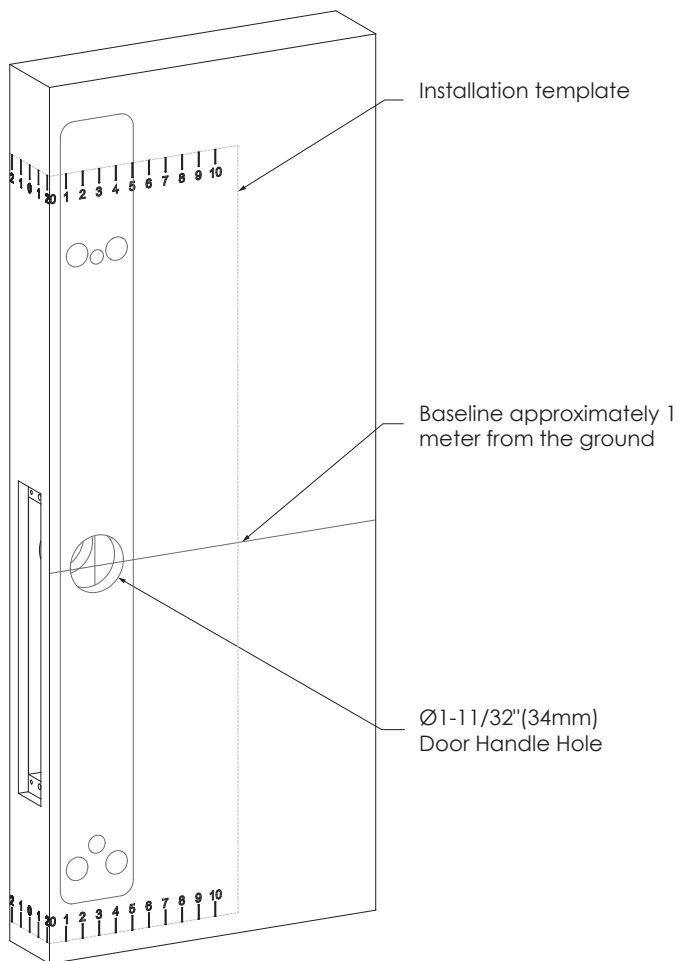 Installation template
2 1 0 1 20 1 2 3 4 5 6 7 8 9 10
Baseline approximately 1
meter from the ground
Ø1-11/32"(34mm)
Door Handle Hole
2 1 0 1 20 1 2 3 4 5 6 7 8 9 10